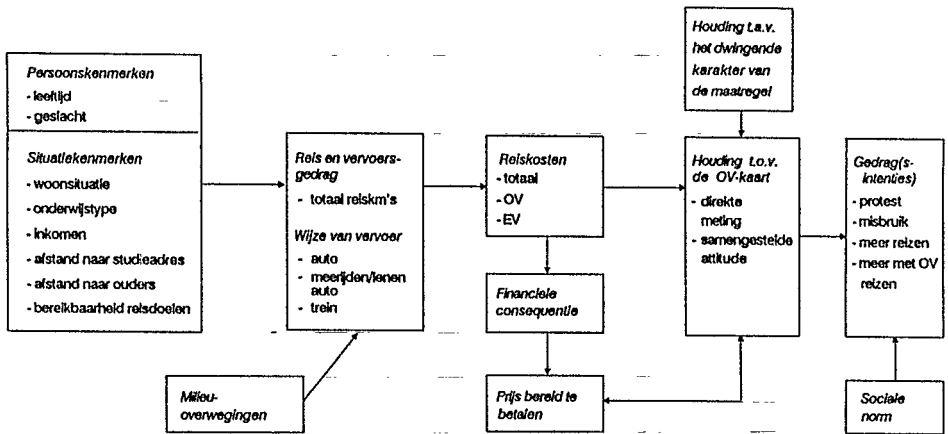 Persoonskenmerken
- leeftijd
- geslacht
Situatiekenmerken
- woonsituatie
- onderwijstype
- inkomen
- afstand naar studieadres
- afstand naar ouders
- bereikbaarheid reisdoelen
Milieu-
overwegingen
Reis en vervoers-
gedrag
- totaal reiskm's
Wijze van vervoer
- auto
- meerijden/lenen
auto
- trein
Reiskosten
- totaal
- OV
- EV
Financiele
consequentie
Prijs bereid te
betalen
Houding t.a.v.
het dwingende
karakter van
de maatregel
Houding t.o.v.
de OV-kaart
- direkte
meting
- samengestelde
attitude
Gedrag(s-
intenties)
- protest
- misbruik
- meer reizen
- meer met OV
reizen
Sociale
norm